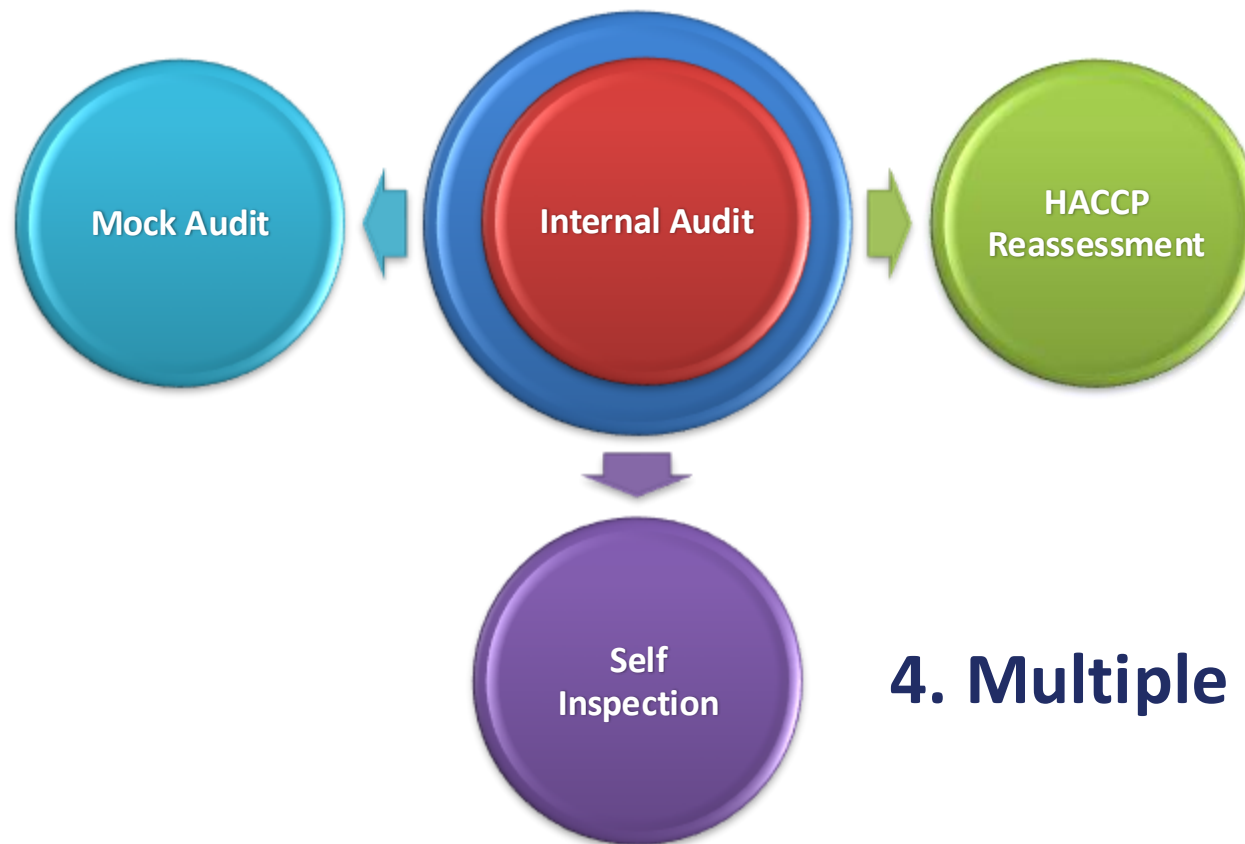 Mock Audit
Internal Audit
HACCP
Reassessment
Self
Inspection
4. Multiple